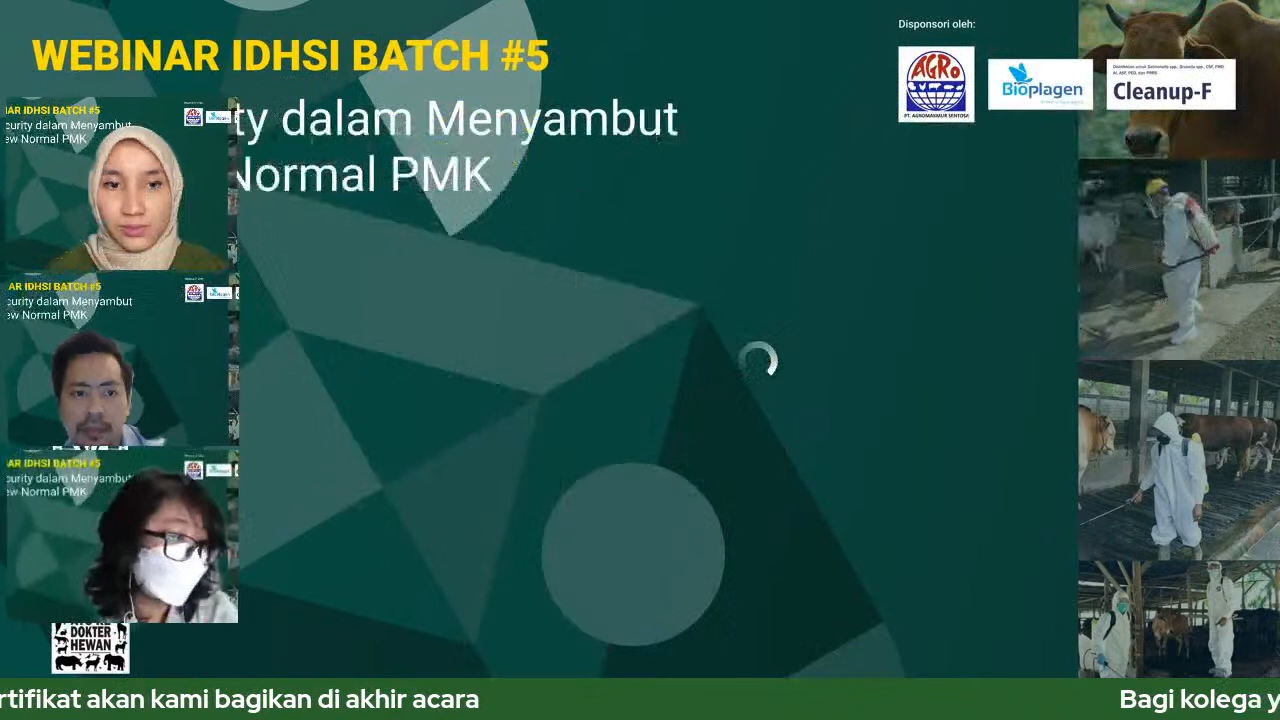 WEBINAR IDHSI BATCH #5
ty dalam Menyambut
Normal PMK
Disponsori oleh:
AGRO
PT. AGROMAKMUR SENTOSA
Bioplagen
Cleanup-F
AR IDHSI BATCH #5
curity dalam Menyambut
ew Normal PMK
AR IDHSI BATCH #5
curity dalam Menyambut
ew Normal PMK
AR IDHSI BATCH #5
curity dalam Menyambut
ew Normal PMK
DOKTER
HEWAN
rtifikat akan kami bagikan di akhir acara
Bagi kolega y